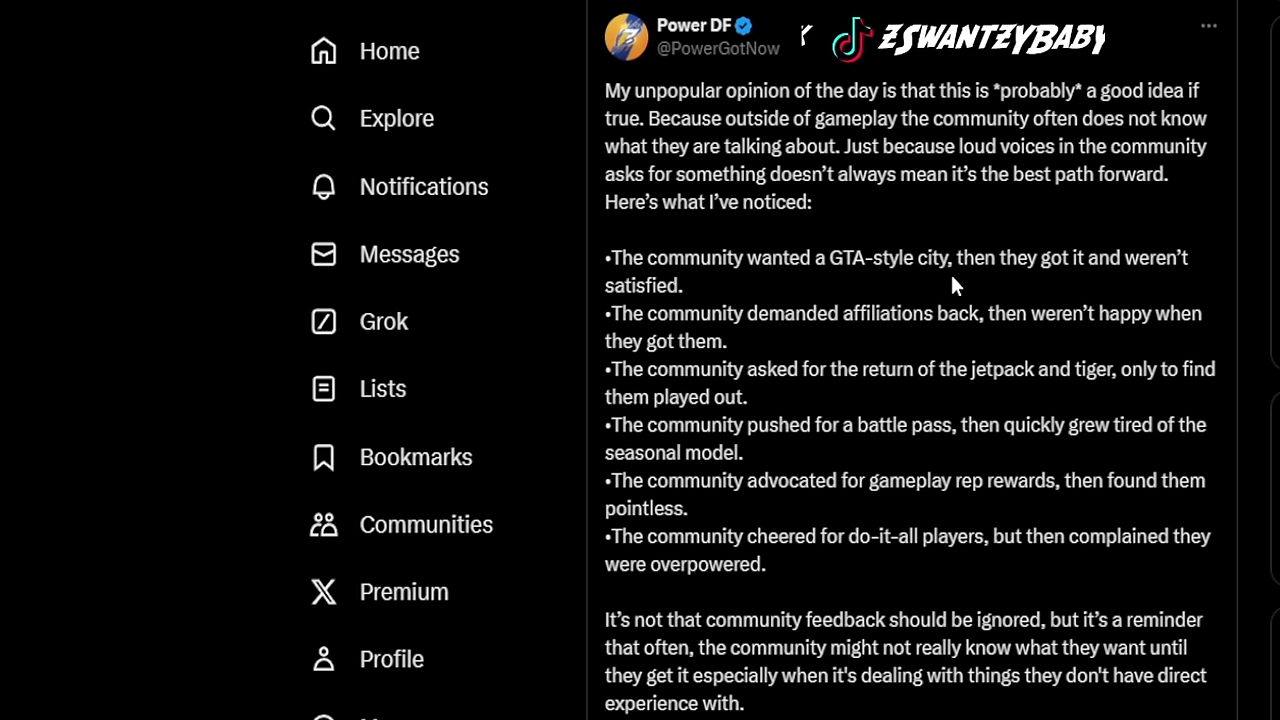 Home
Explore
Notifications
Messages
Grok
Lists
Bookmarks
Communities
Premium
Profile
Power DF
@PowerGotNow
ZSWANTZYBABY
My unpopular opinion of the day is that this is *probably* a good idea if
true. Because outside of gameplay the community often does not know
what they are talking about. Just because loud voices in the community
asks for something doesn't always mean it's the best path forward.
Here's what I've noticed:
•The community wanted a GTA-style city, then they got it and weren't
satisfied.
•The community demanded affiliations back, then weren't happy when
they got them.
•The community asked for the return of the jetpack and tiger, only to find
them played out.
•The community pushed for a battle pass, then quickly grew tired of the
seasonal model.
•The community advocated for gameplay rep rewards, then found them
pointless.
•The community cheered for do-it-all players, but then complained they
were overpowered.
It's not that community feedback should be ignored, but it's a reminder
that often, the community might not really know what they want until
they get it especially when it's dealing with things they don't have direct
experience with.